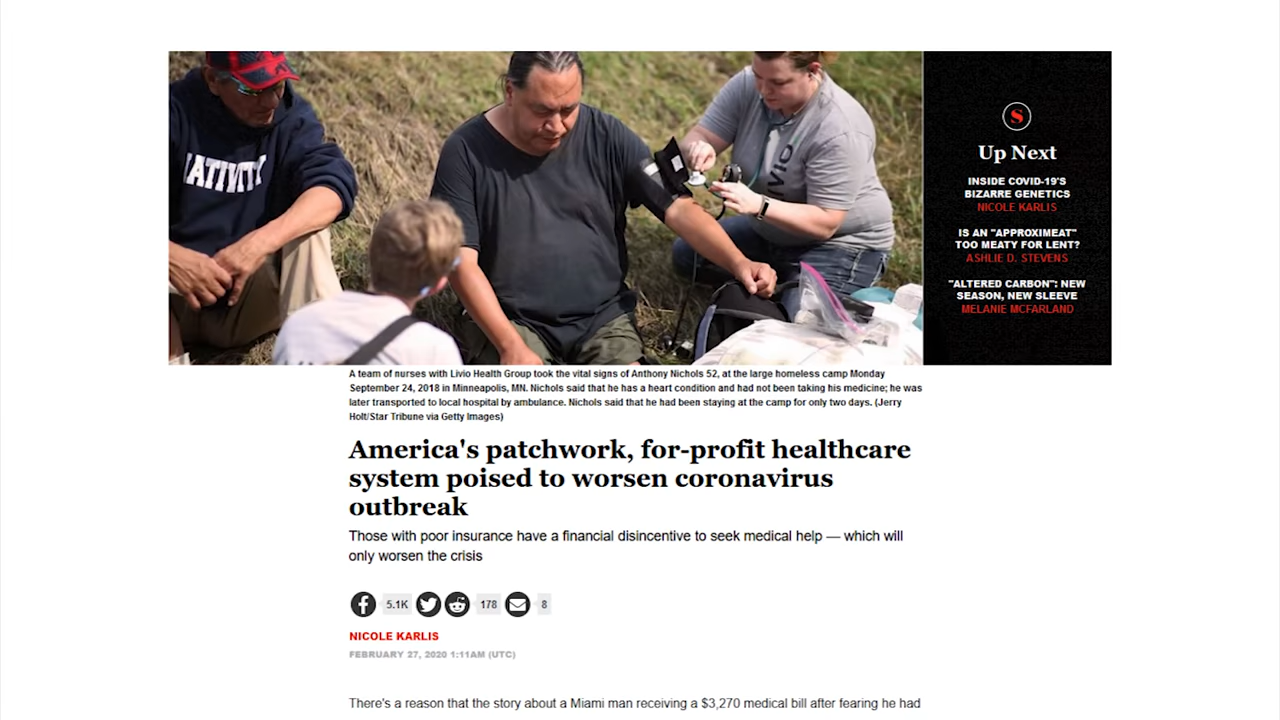 NATIVITY
LIVIO
S
Up Next
INSIDE COVID-19'S
BIZARRE GENETICS
NICOLE KARLIS
IS AN "APPROXIMEAT"
TOO MEATY FOR LENT?
ASHLIE D. STEVENS
"ALTERED CARBON": NEW
SEASON, NEW SLEEVE
MELANIE MCFARLAND
A team of nurses with Livio Health Group took the vital signs of Anthony Nichols 52, at the large homeless camp Monday
September 24, 2018 in Minneapolis, MN. Nichols said that he has a heart condition and had not been taking his medicine; he was
later transported to local hospital by ambulance. Nichols said that he had been staying at the camp for only two days. (Jerry
Holt/Star Tribune via Getty Images)
America's patchwork, for-profit healthcare
system poised to worsen coronavirus
outbreak
Those with poor insurance have a financial disincentive to seek medical help — which will
only worsen the crisis
5.1K 178 8
NICOLE KARLIS
FEBRUARY 27, 2020 1:11AM (UTC)
There's a reason that the story about a Miami man receiving a $3,270 medical bill after fearing he had